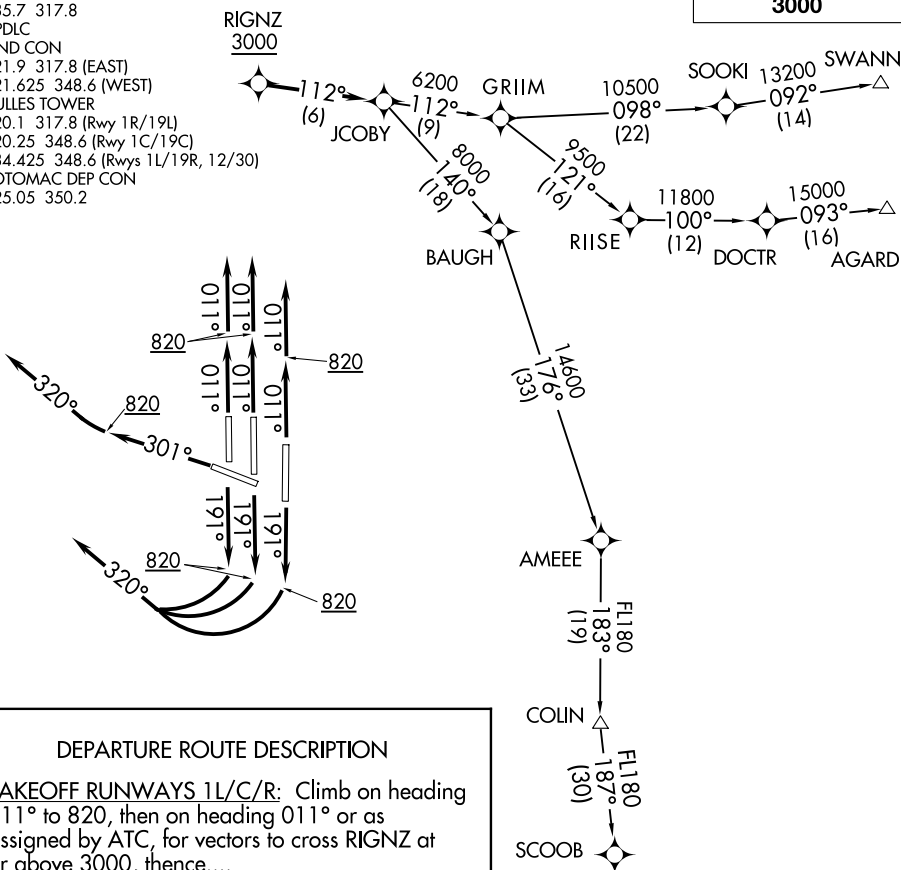 35.7 317.8
PDLC
ND CON
21.9 317.8 (EAST)
21.625 348.6 (WEST)
ULLES TOWER
20.1 317.8 (Rwy 1R/19L)
20.25 348.6 (Rwy 1C/19C)
34.425 348.6 (Rwys 1L/19R, 12/30)
OTOMAC DEP CON
25.05 350.2
3000
RIGNZ
3000
112°
(6)
JCOBY
6200
112°
(9)
GRIIM
10500
098°
(22)
SOOKI
13200
092°
(14)
SWANN
8000
140°
(18)
BAUGH
9500
121°
(16)
RIISE
11800
100°
(12)
DOCTR
15000
093°
(16)
AGARD
14600
176°
(33)
AMEEE
FL180
183°
(19)
COLIN
FL180
187°
(30)
SCOOB
011°
011°
011°
820
820
011°
011°
011°
320°
820
301°
191°
191°
191°
820
320°
820
DEPARTURE ROUTE DESCRIPTION
AKEOFF RUNWAYS 1L/C/R: Climb on heading
11° to 820, then on heading 011° or as
ssigned by ATC, for vectors to cross RIGNZ at
r above 3000, thence....